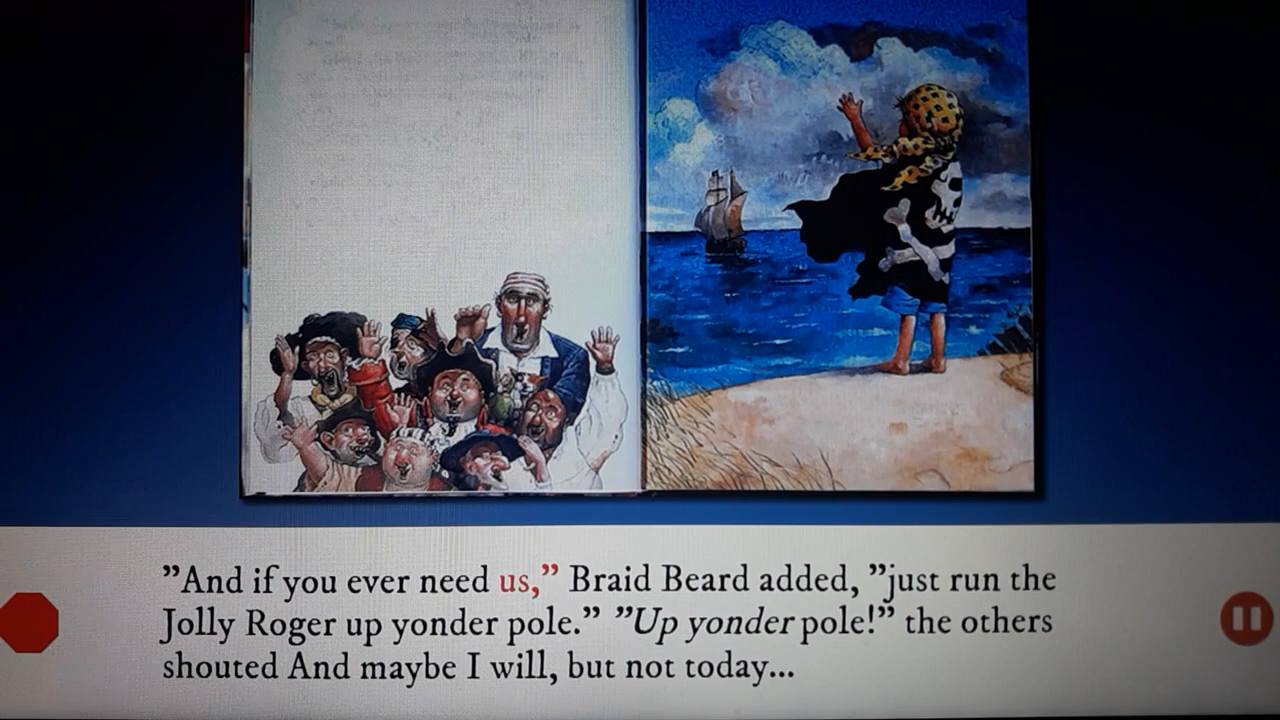 ”And if you ever need us,” Braid Beard added, ”just run the
Jolly Roger up yonder pole.” ”Up yonder pole!” the others
shouted And maybe I will, but not today...